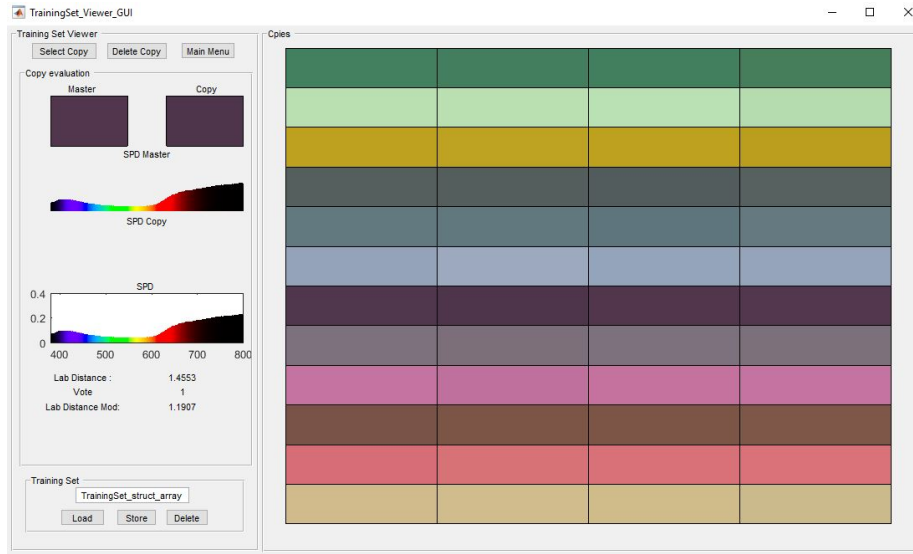 TrainingSet_Viewer_GUI
Training Set Viewer
Select Copy Delete Copy Main Menu
Copy evaluation
Master Copy
SPD Master
SPD Copy
SPD
0.4
0.2
0
400 500 600 700 800
Lab Distance : 1.4553
Vote 1
Lab Distance Mod: 1.1907
Training Set
TrainingSet_struct_array
Load Store Delete
Cpies